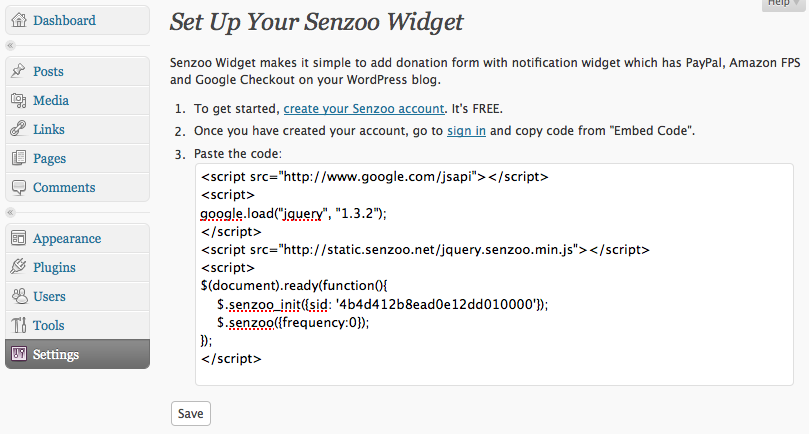 Help
Dashboard
Posts
Media
Links
Pages
Comments
Appearance
Plugins
Users
Tools
Settings
Set Up Your Senzoo Widget
Senzoo Widget makes it simple to add donation form with notification widget which has PayPal, Amazon FPS
and Google Checkout on your WordPress blog.
1. To get started, create your Senzoo account. It's FREE.
2. Once you have created your account, go to sign in and copy code from "Embed Code".
3. Paste the code:
<script src="http://www.google.com/jsapi"></script>
<script>
google.load("jquery", "1.3.2");
</script>
<script src="http://static.senzoo.net/jquery.senzoo.min.js"></script>
<script>
$(document).ready(function(){
$.senzoo_init({sid: '4b4d412b8ead0e12dd010000'});
$.senzoo({frequency:0});
});
</script>
Save